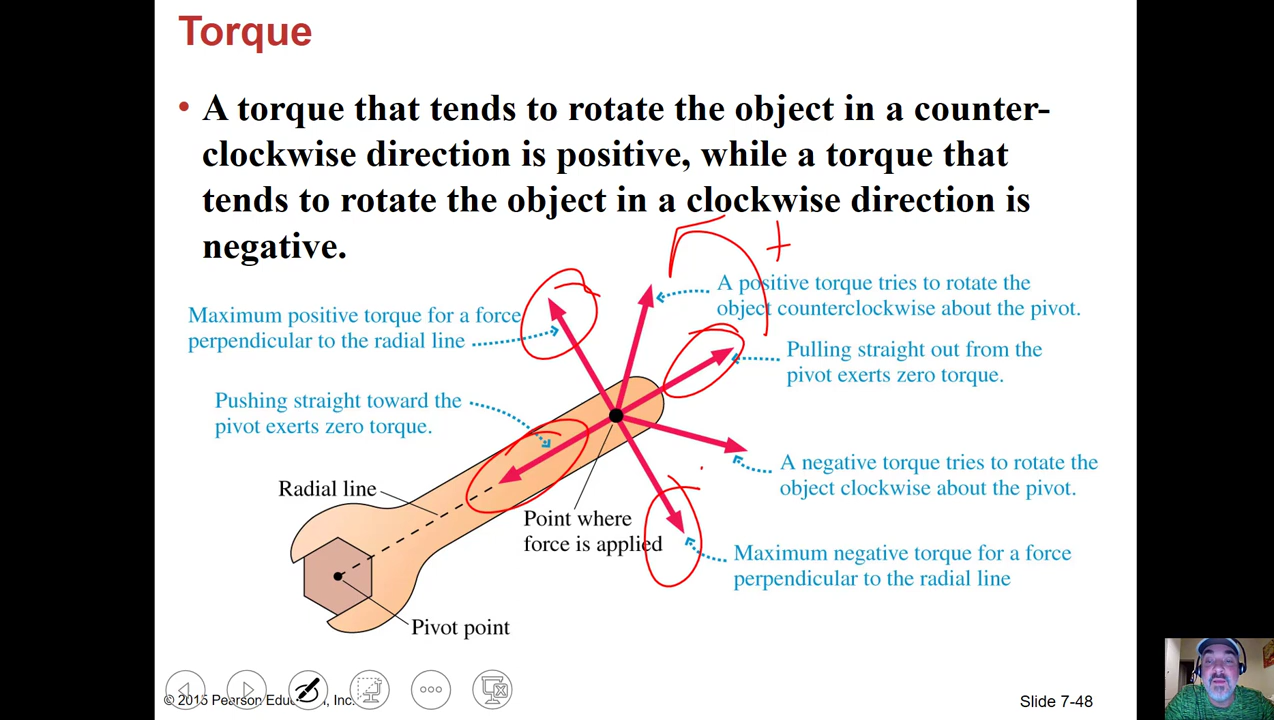 Torque
• A torque that tends to rotate the object in a counter-
clockwise direction is positive, while a torque that
tends to rotate the object in a clockwise direction is
negative.
+
A positive torque tries to rotate the
object counterclockwise about the pivot.
Maximum positive torque for a force
perpendicular to the radial line
Pulling straight out from the
pivot exerts zero torque.
Pushing straight toward the
pivot exerts zero torque.
A negative torque tries to rotate the
object clockwise about the pivot.
Radial line
Point where
force is applied
Maximum negative torque for a force
perpendicular to the radial line
Pivot point
© 2015 Pearson Education, Inc.
Slide 7-48